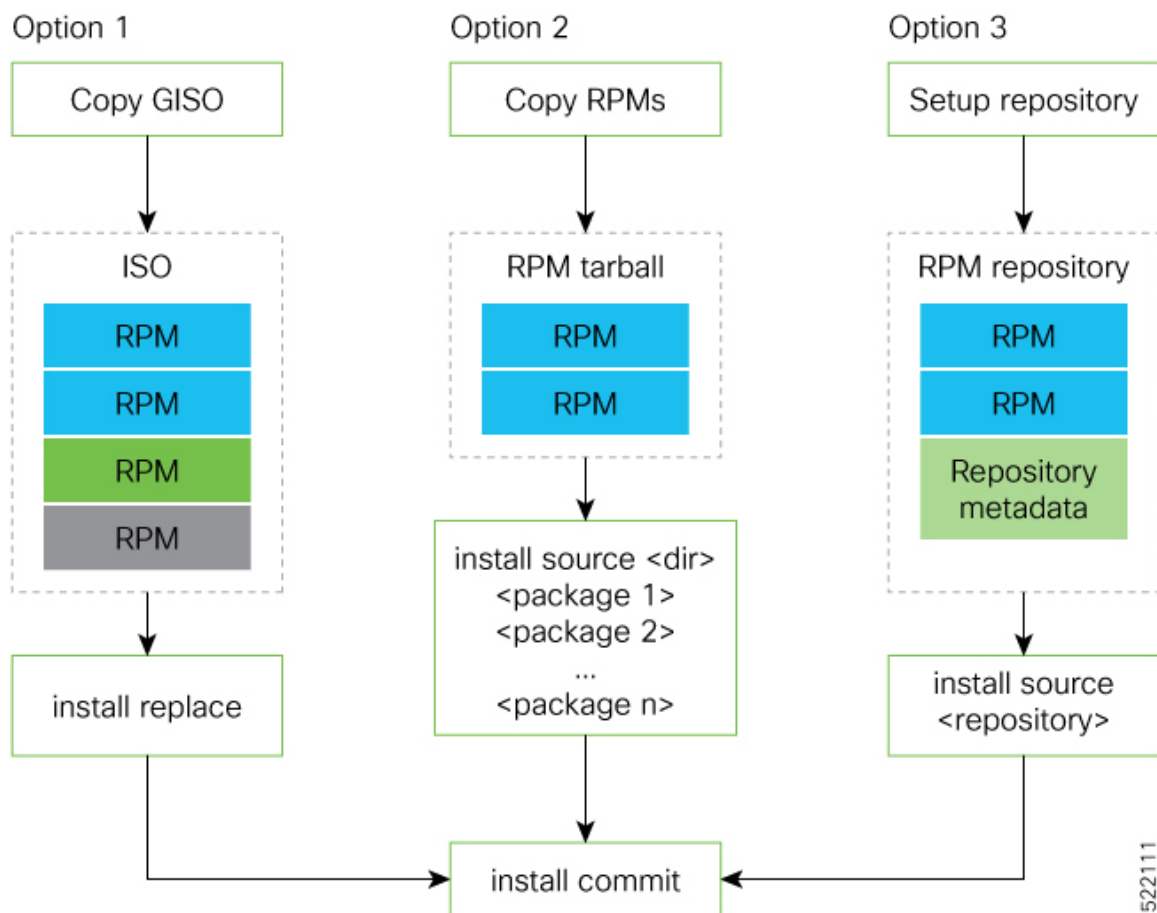 Option 1
Copy GISO
ISO
RPM
RPM
RPM
RPM
install replace
Option 2
Copy RPMs
RPM tarball
RPM
RPM
install source <dir>
<package 1>
<package 2>
...
<package n>
Option 3
Setup repository
RPM repository
RPM
RPM
Repository
metadata
install source
<repository>
install commit
522111